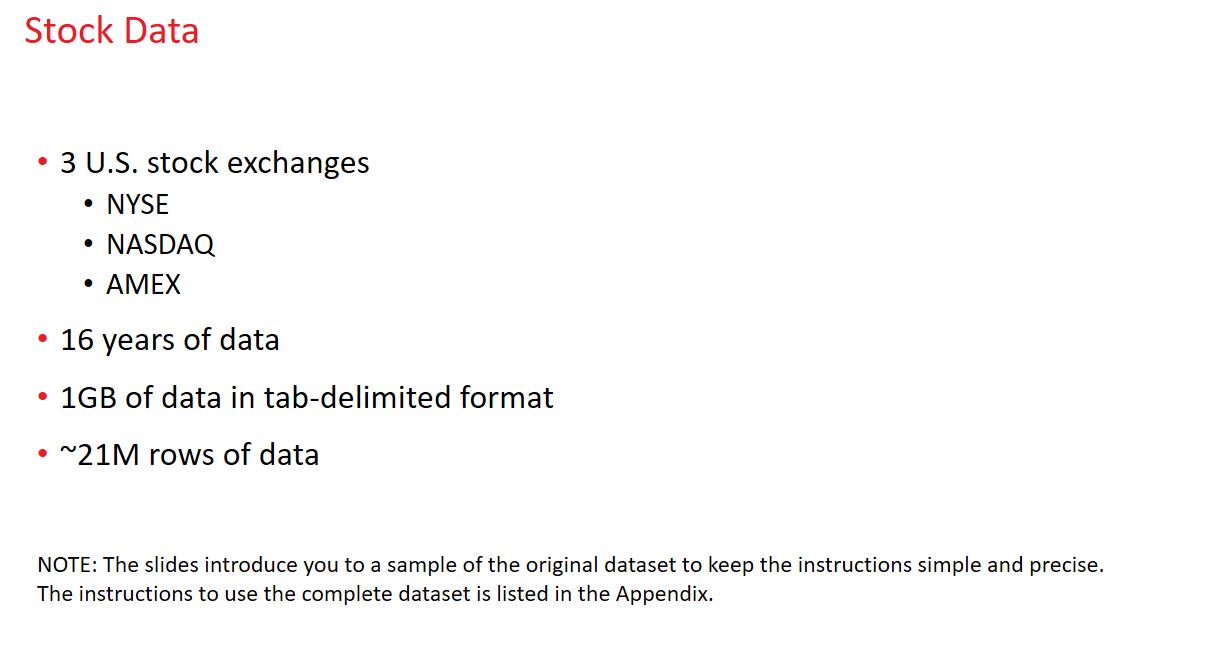 Stock Data
• 3 U.S. stock exchanges
• NYSE
• NASDAQ
• AMEX
• 16 years of data
• 1GB of data in tab-delimited format
• ~21M rows of data
NOTE: The slides introduce you to a sample of the original dataset to keep the instructions simple and precise.
The instructions to use the complete dataset is listed in the Appendix.